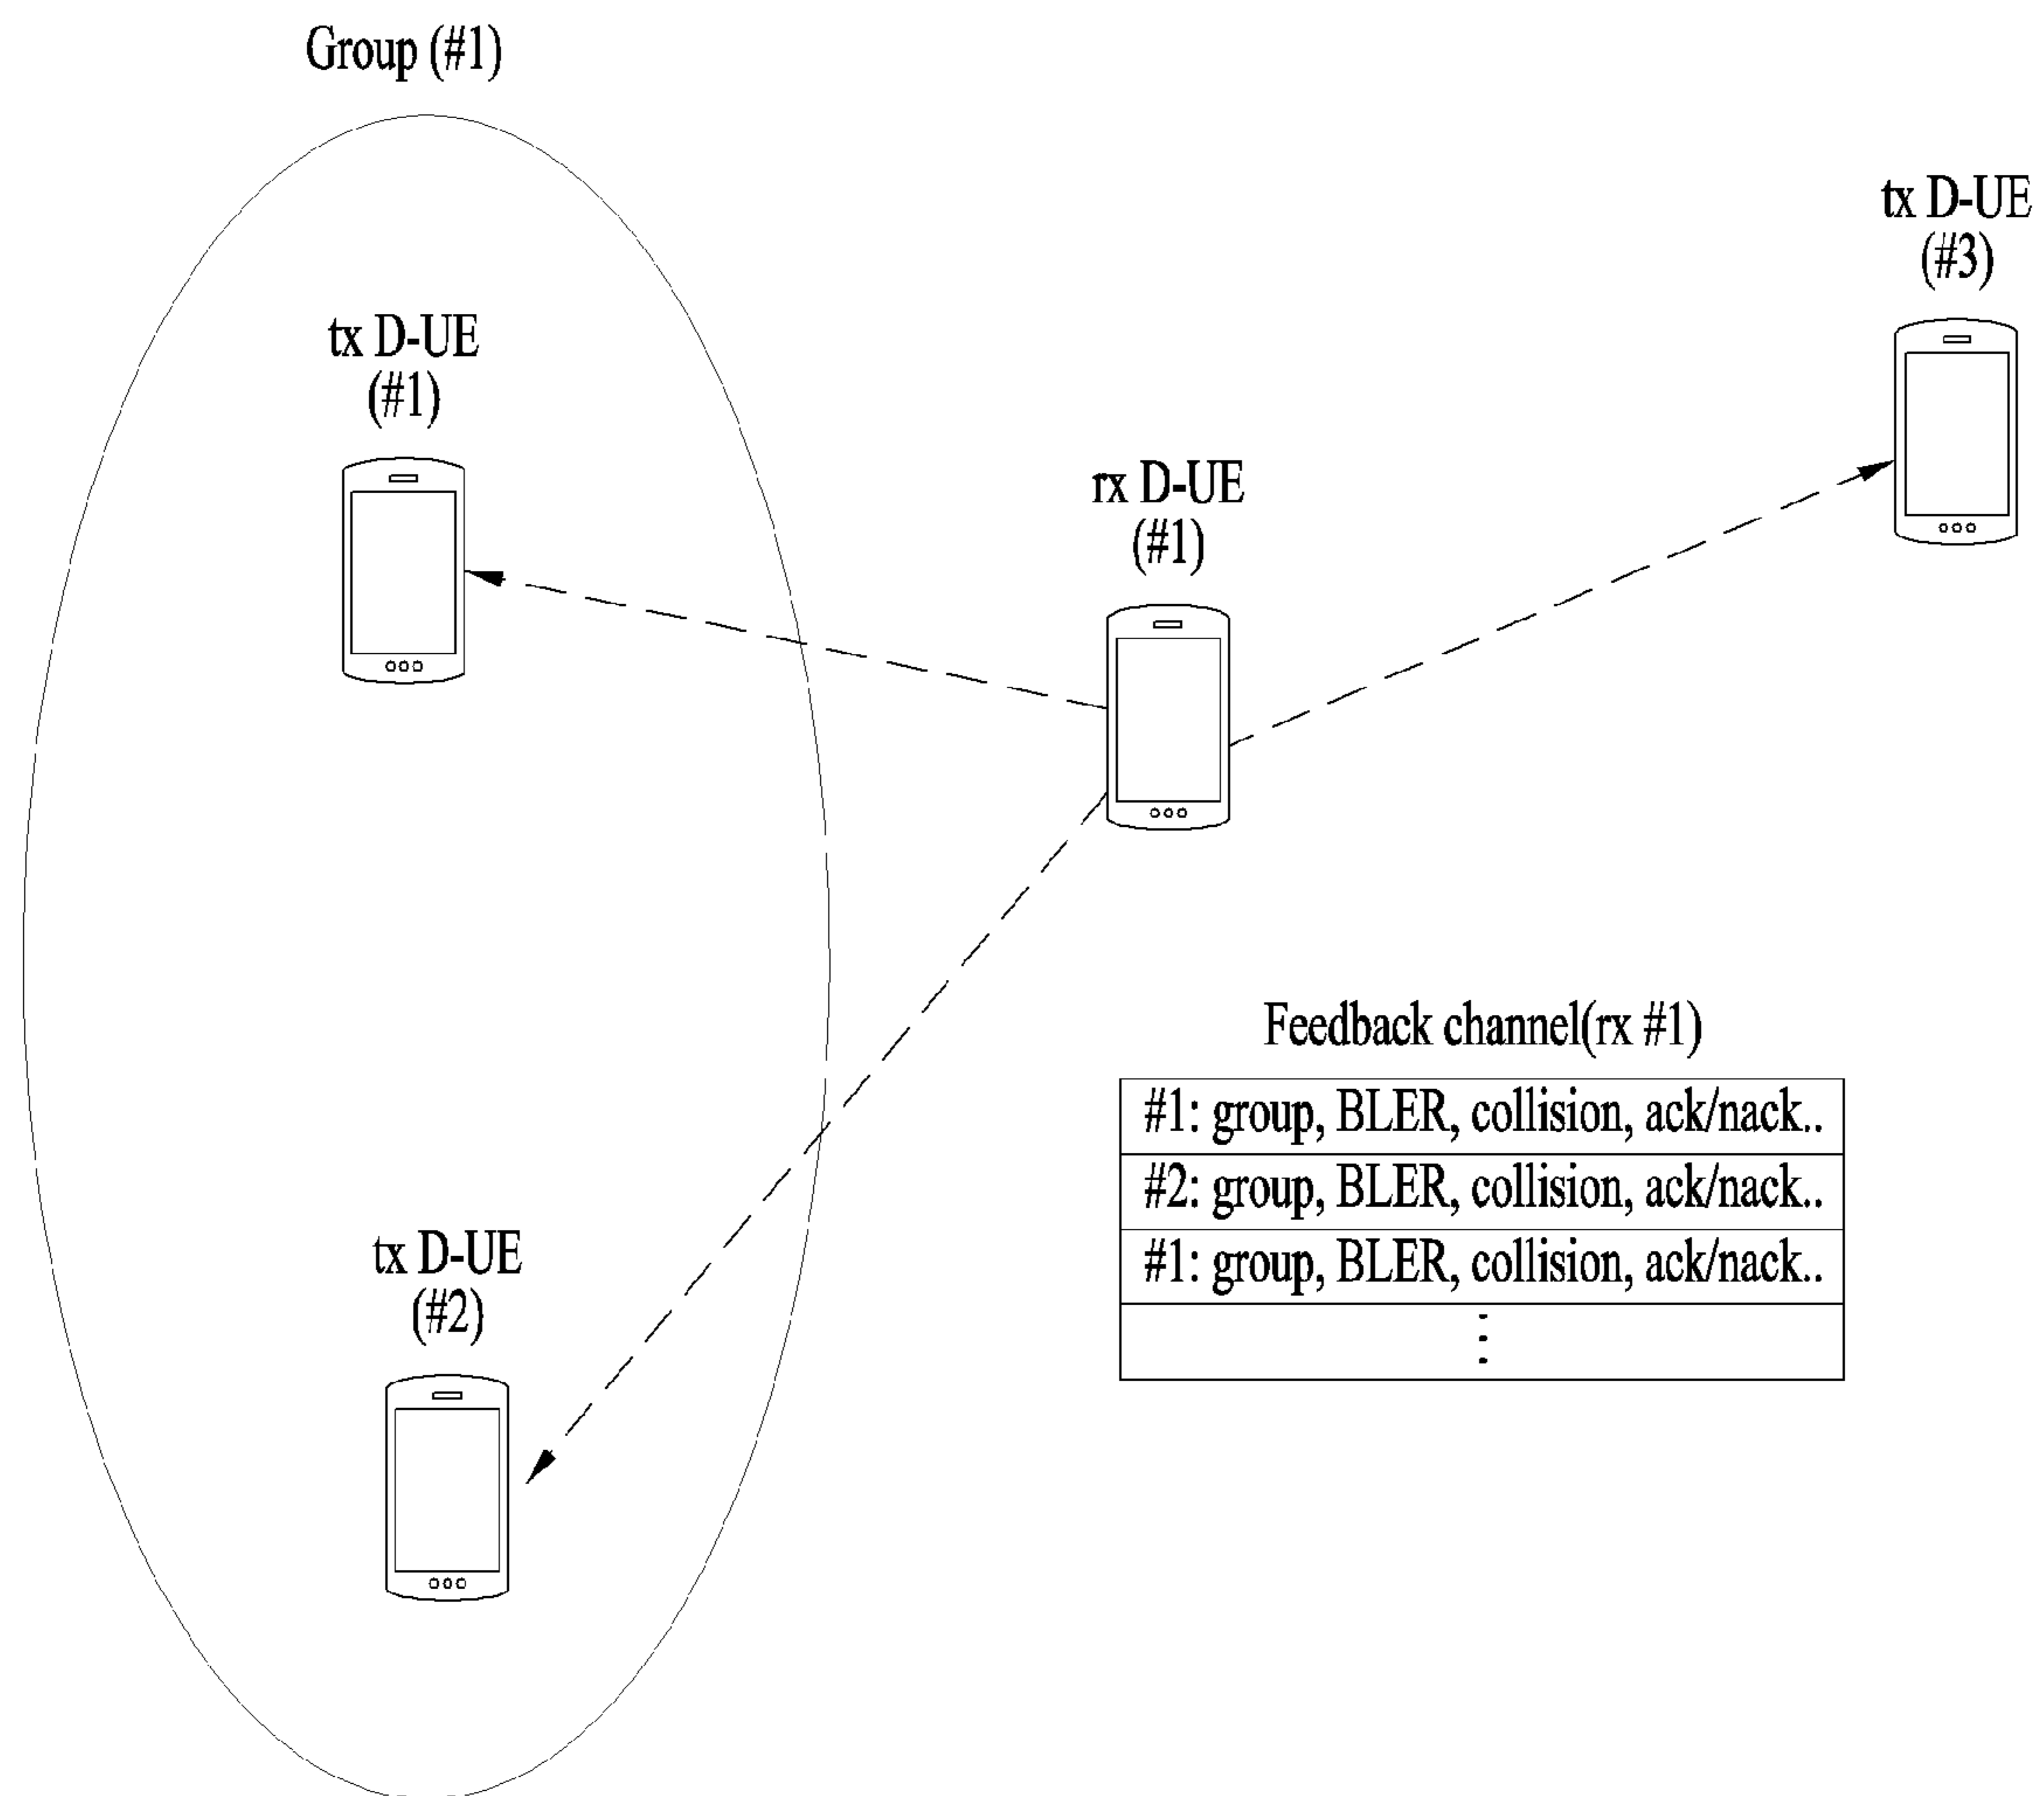 Group (#1)
tx D-UE
(#3)
tx D-UE
(#1)
rx D-UE
(#1)
Feedback channel(rx #1)
#1: group, BLER, collision, ack/nack..
#2: group, BLER, collision, ack/nack..
#1: group, BLER, collision, ack/nack..
tx D-UE
(#2)